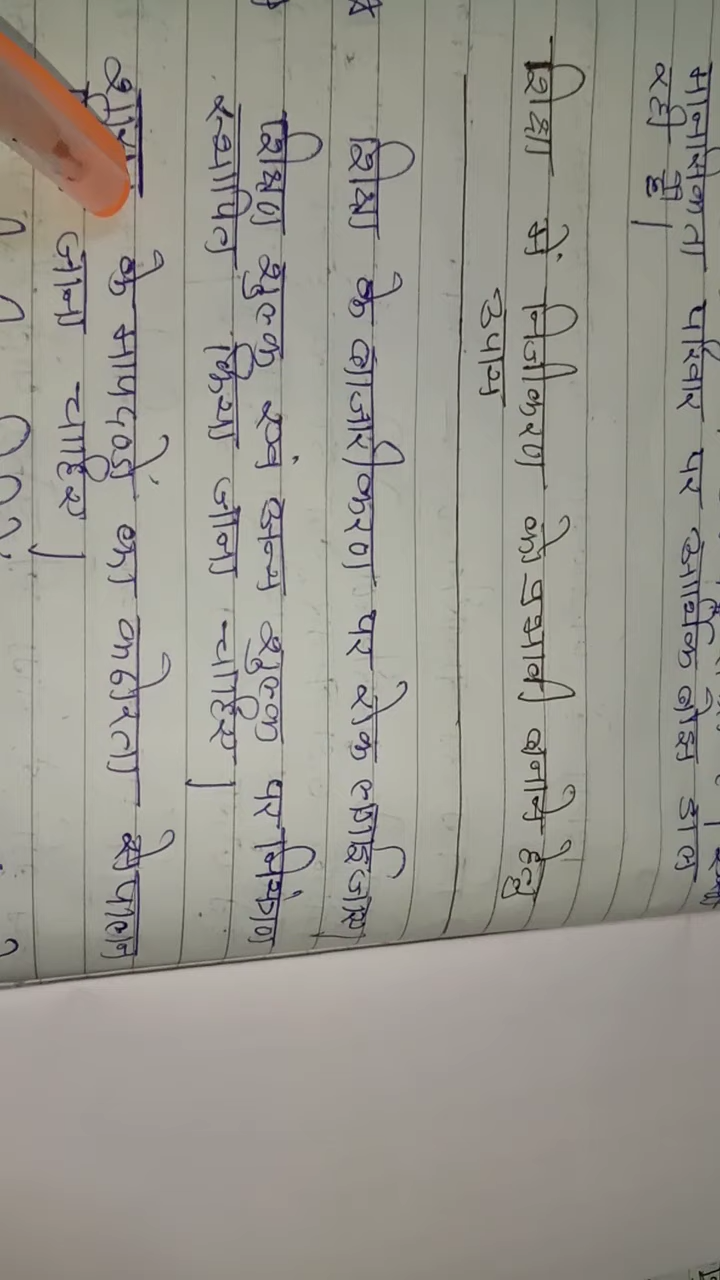 मानसिकता परिवार पर आर्थिक बोझ डाल
रही है|
शिक्षा में निजीकरण को प्रभावी बनाने हेतु
उपाय
शिक्षा के बाजारीकरण पर रोक लगाई जाए|
शिक्षण शुल्क एवं अन्य शुल्क पर नियंत्रण
स्थापित किया जाना चाहिए|
के मापदण्डों का कठोरता से पालन
जाना चाहिए|